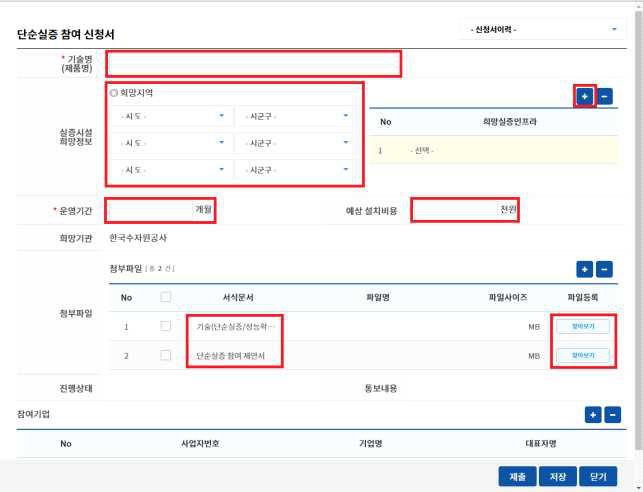 단순실증 참여 신청서
- 신청서이력 -
* 기술명
(제품명)
실증시설
희망정보
◎ 희망지역
- 시 도 -
- 시군구 -
- 시 도 -
- 시군구 -
- 시 도 -
- 시군구 -
+ -
No 희망실증인프라
1 - 선택 -
* 운영기간 개월 예상 설치비용 천원
희망기관 한국수자원공사
첨부파일
첨부파일 [총 2 건]
+ -
No 서식문서 파일명 파일사이즈 파일등록
1 기술(단순실증/성능확⋯ MB 찾아보기
2 단순실증 참여 제안서 MB 찾아보기
진행상태 통보내용
참여기업
+ -
No 사업자번호 기업명 대표자명
제출 저장 닫기